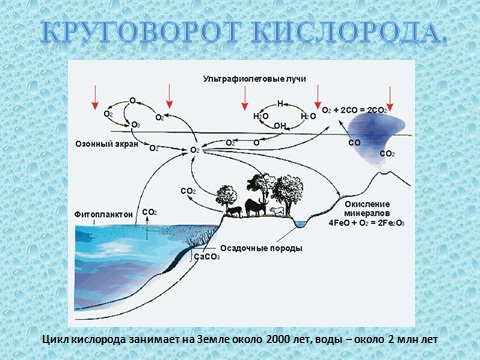 КРУГОВОРОТ КИСЛОРОДА.
Ультрафиолетовые лучи
O
O₂
O₃
O₂
H
H₂O
H₂O
OH
O₂ + 2CO = 2CO₂
Озонный экран
O₂
O₂
O₂
O
CO
CO₂
CO₂
Фитопланктон
CO₂
Окисление
минералов
4FeO + O₂ = 2Fe₂O₃
Осадочные породы
CaCO₃
Цикл кислорода занимает на Земле около 2000 лет, воды – около 2 млн лет